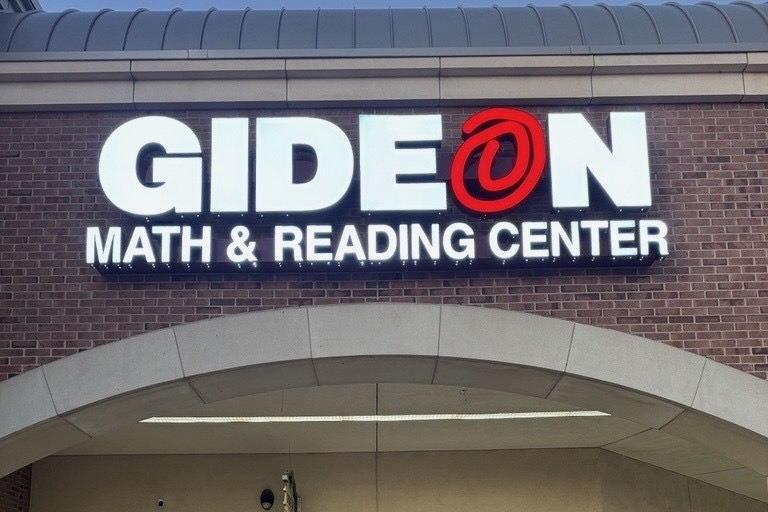 GIDEON
MATH & READING CENTER